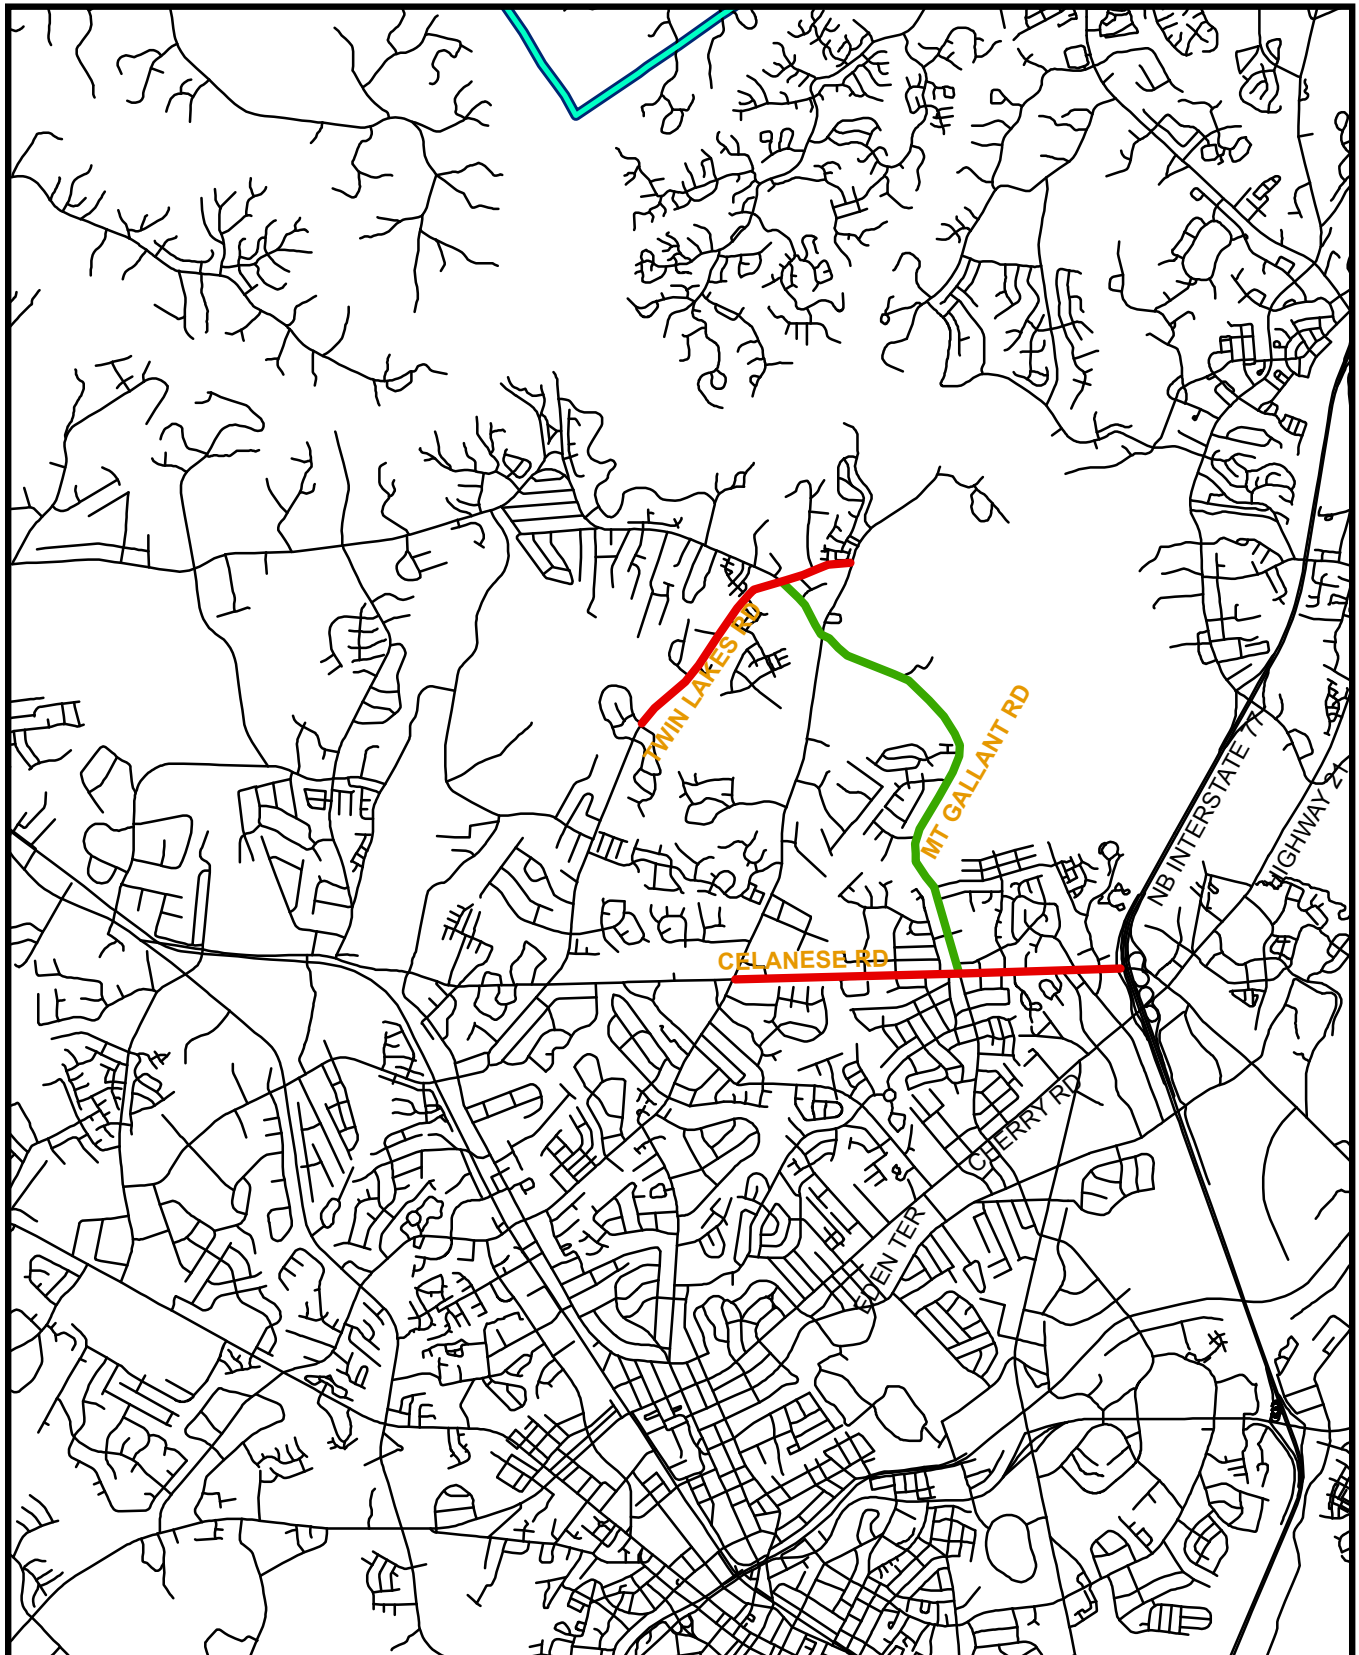 TWIN LAKES RD
MT GALLANT RD
NB INTERSTATE 77
HIGHWAY 21
CELANESE RD
CHERRY RD
EDEN TER